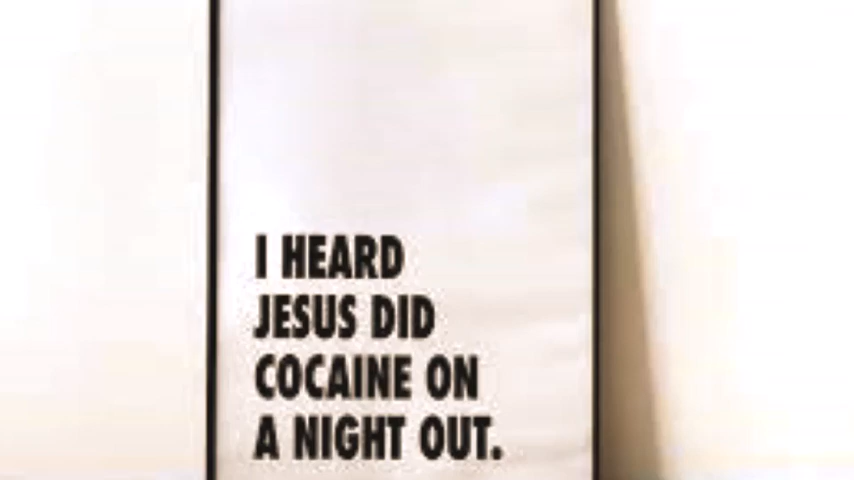 I HEARD
JESUS DID
COCAINE ON
A NIGHT OUT.